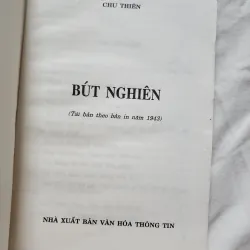 CHU THIÊN
BÚT NGHIÊN
(Tái bản theo bản in năm 1943)
NHÀ XUẤT BẢN VĂN HÓA THÔNG TIN